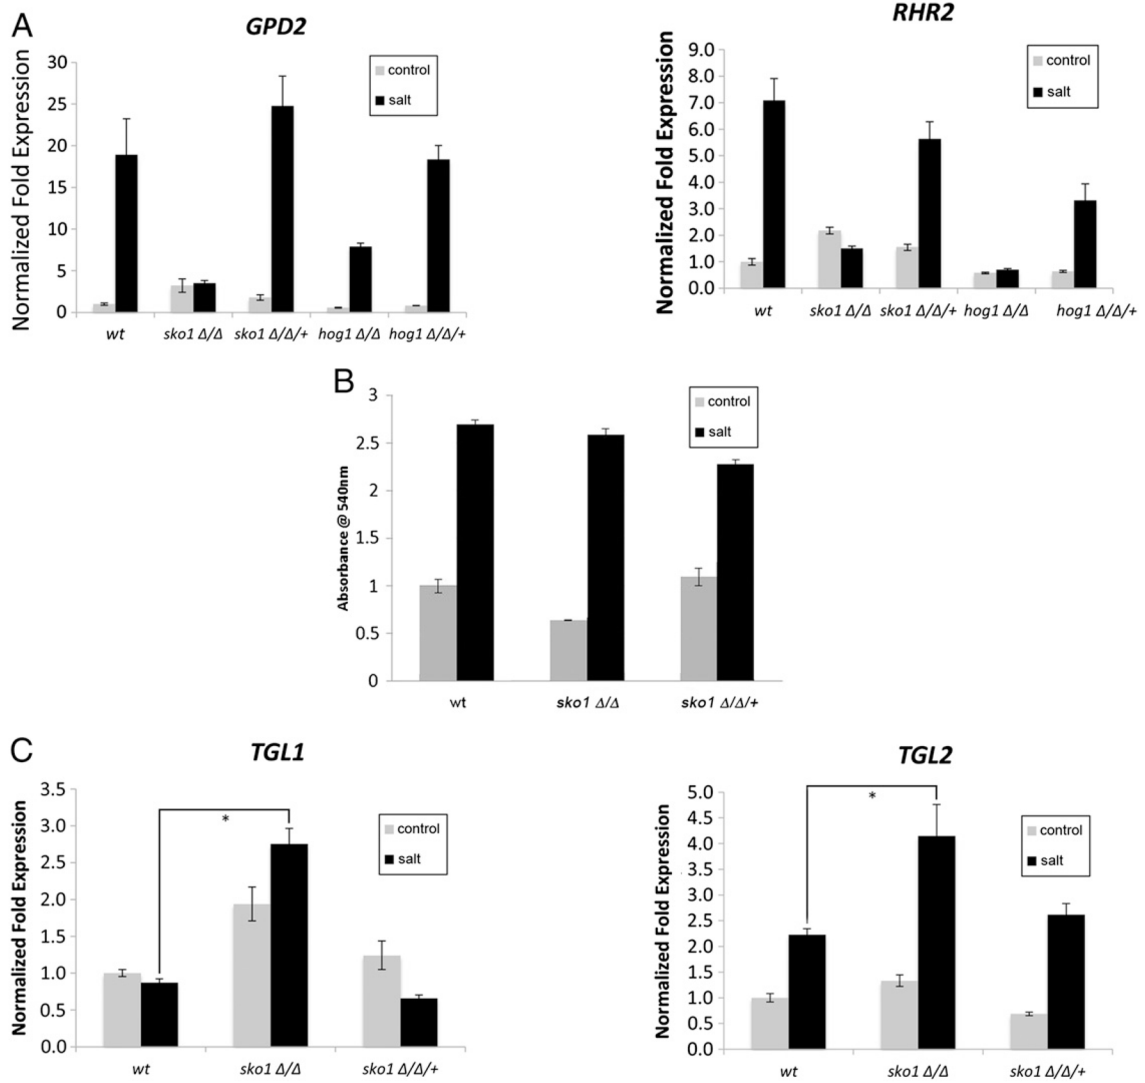 A
GPD2
Normalized Fold Expression
30
25
20
15
10
5
0
control
salt
wt
sko1 Δ/Δ
sko1 Δ/Δ/+
hog1 Δ/Δ
hog1 Δ/Δ/+
RHR2
Normalized Fold Expression
9.0
8.0
7.0
6.0
5.0
4.0
3.0
2.0
1.0
0.0
control
salt
wt
sko1 Δ/Δ
sko1 Δ/Δ/+
hog1 Δ/Δ
hog1 Δ/Δ/+
B
Absorbance @ 540nm
3
2.5
2
1.5
1
0.5
0
control
salt
wt
sko1 Δ/Δ
sko1 Δ/Δ/+
C
TGL1
Normalized Fold Expression
3.5
3.0
2.5
2.0
1.5
1.0
0.5
0.0
*
control
salt
wt
sko1 Δ/Δ
sko1 Δ/Δ/+
TGL2
Normalized Fold Expression
5.0
4.5
4.0
3.5
3.0
2.5
2.0
1.5
1.0
0.5
0.0
*
control
salt
wt
sko1 Δ/Δ
sko1 Δ/Δ/+